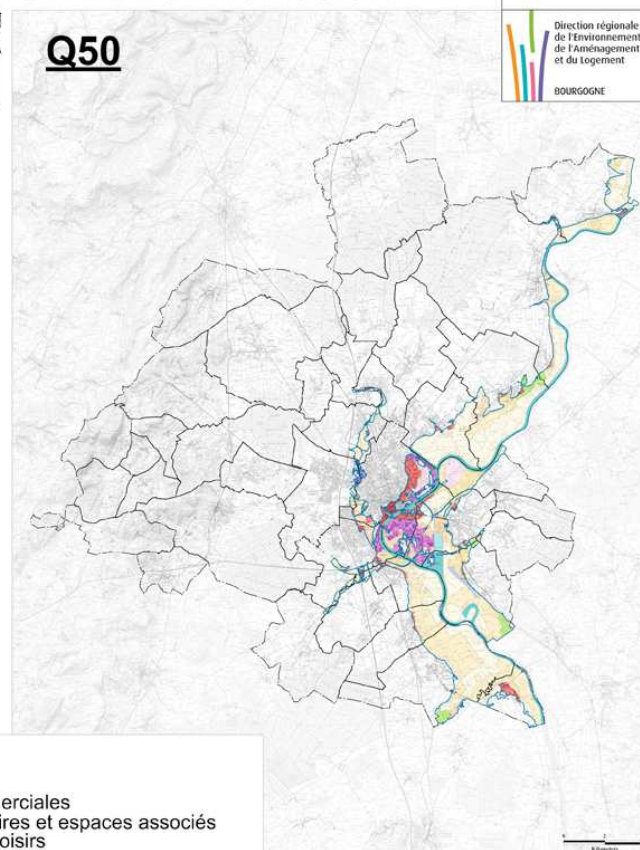 Q50
Direction régionale
de l'Environnement
de l'Aménagement
et du Logement
BOURGOGNE
erciales
ires et espaces associés
oisirs